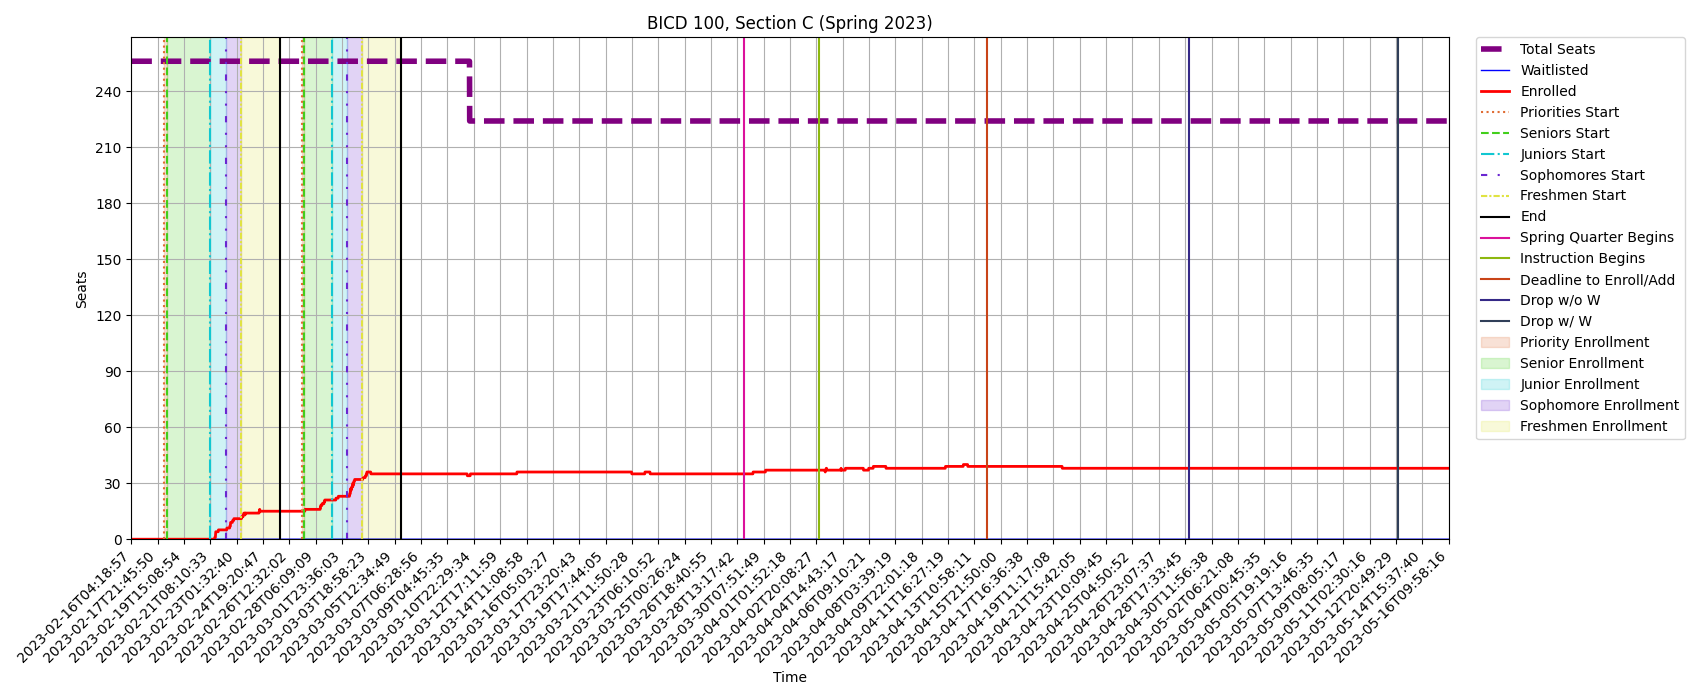 BICD 100, Section C (Spring 2023)
Seats
240
210
180
150
120
90
60
30
0
2023-02-16T04:18:57
2023-02-17T21:45:50
2023-02-19T15:08:54
2023-02-21T08:10:33
2023-02-23T01:32:40
2023-02-24T19:20:47
2023-02-26T12:32:02
2023-02-28T06:09:09
2023-03-01T23:36:03
2023-03-03T18:58:23
2023-03-05T12:34:49
2023-03-07T06:28:56
2023-03-09T04:45:35
2023-03-10T22:29:34
2023-03-12T17:11:59
2023-03-14T11:08:58
2023-03-16T05:03:27
2023-03-17T23:20:43
2023-03-19T17:44:05
2023-03-21T11:50:28
2023-03-23T06:10:52
2023-03-25T00:26:24
2023-03-26T18:40:55
2023-03-28T13:17:42
2023-03-30T07:51:49
2023-04-01T01:52:18
2023-04-02T20:08:27
2023-04-04T14:43:17
2023-04-06T09:10:21
2023-04-08T03:39:19
2023-04-09T22:01:18
2023-04-11T16:27:19
2023-04-13T10:58:11
2023-04-15T21:50:00
2023-04-17T16:36:38
2023-04-19T11:17:08
2023-04-21T15:42:05
2023-04-23T10:09:45
2023-04-25T04:50:52
2023-04-26T23:07:37
2023-04-28T17:33:45
2023-04-30T11:56:38
2023-05-02T06:21:08
2023-05-04T00:45:35
2023-05-05T19:19:16
2023-05-07T13:46:35
2023-05-09T08:05:17
2023-05-11T02:30:16
2023-05-12T20:49:29
2023-05-14T15:37:40
2023-05-16T09:58:16
Time
Total Seats
Waitlisted
Enrolled
Priorities Start
Seniors Start
Juniors Start
Sophomores Start
Freshmen Start
End
Spring Quarter Begins
Instruction Begins
Deadline to Enroll/Add
Drop w/o W
Drop w/ W
Priority Enrollment
Senior Enrollment
Junior Enrollment
Sophomore Enrollment
Freshmen Enrollment